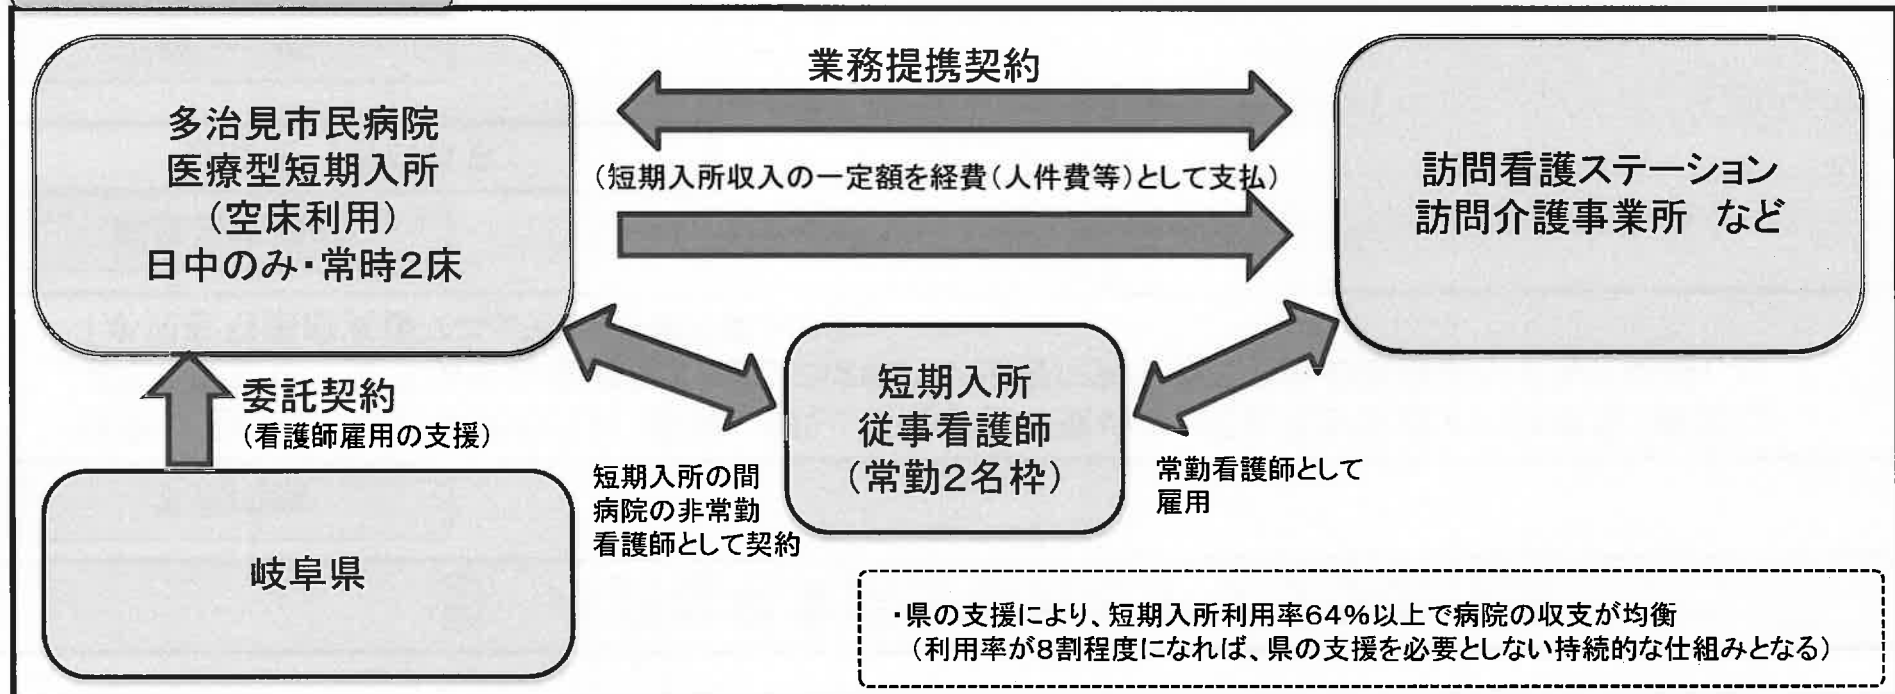 業務提携契約
多治見市民病院
医療型短期入所
(空床利用)
日中のみ・常時2床
(短期入所収入の一定額を経費(人件費等)として支払)
訪問看護ステーション
訪問介護事業所 など
委託契約
(看護師雇用の支援)
短期入所
従事看護師
(常勤2名枠)
短期入所の間
病院の非常勤
看護師として契約
常勤看護師として
雇用
岐阜県
・県の支援により、短期入所利用率64%以上で病院の収支が均衡
(利用率が8割程度になれば、県の支援を必要としない持続的な仕組みとなる)